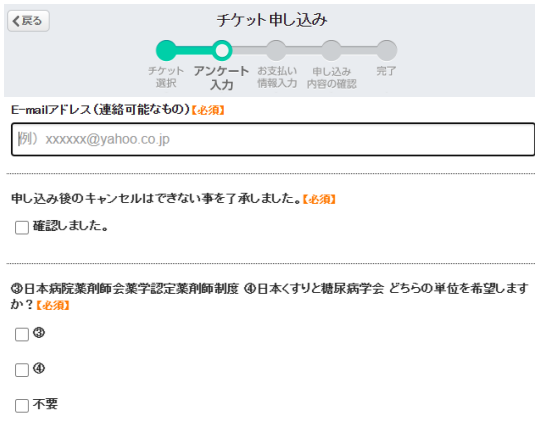 戻る
チケット申し込み
チケット選択
アンケート入力
お支払い情報入力
申し込み内容の確認
完了
E-mailアドレス(連絡可能なもの)【必須】
例）xxxxxx@yahoo.co.jp
申し込み後のキャンセルはできない事を了承しました。【必須】
確認しました。
③日本病院薬剤師会薬学認定薬剤師制度 ④日本くすりと糖尿病学会 どちらの単位を希望します
か？【必須】
③
④
不要